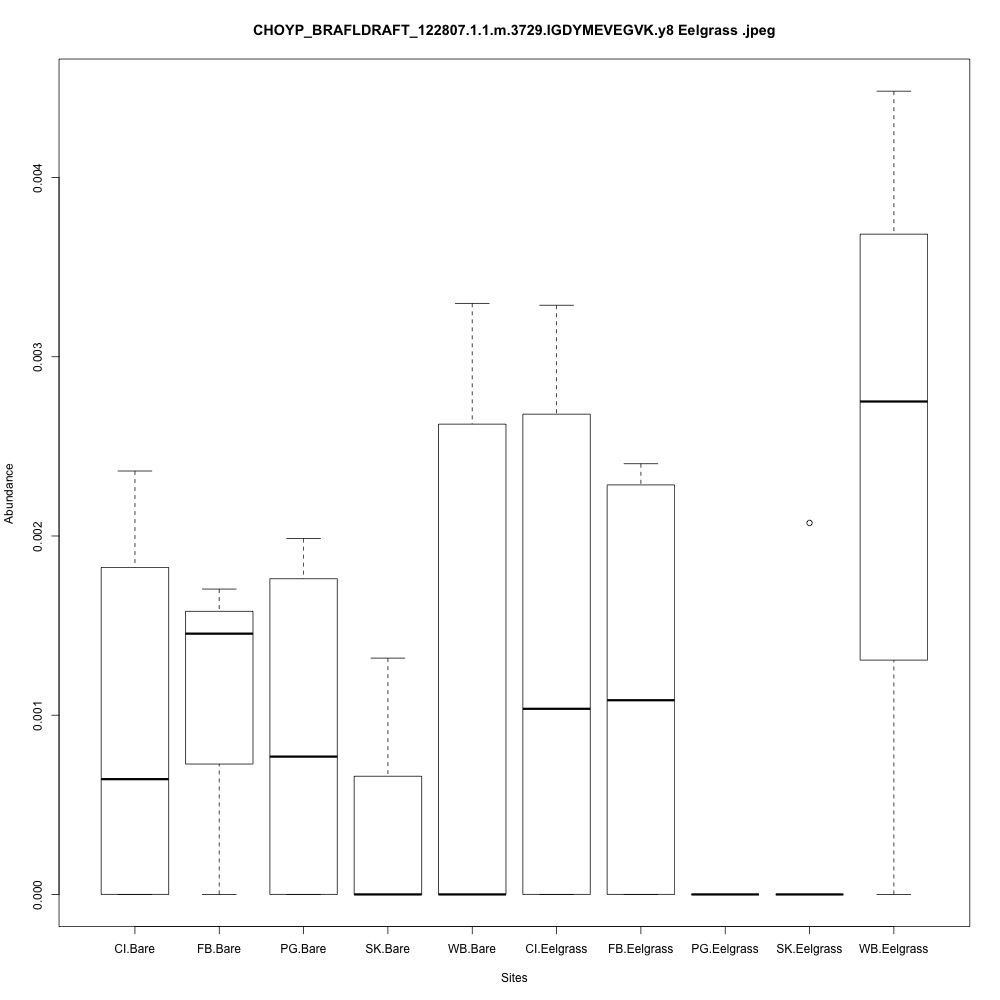 CHOYP_BRAFLDRAFT_122807.1.1.m.3729.IGDYMEVEGVK.y8 Eelgrass .jpeg
Abundance
0.004
0.003
0.002
0.001
0.000
CI.Bare FB.Bare PG.Bare SK.Bare WB.Bare CI.Eelgrass FB.Eelgrass PG.Eelgrass SK.Eelgrass WB.Eelgrass
Sites